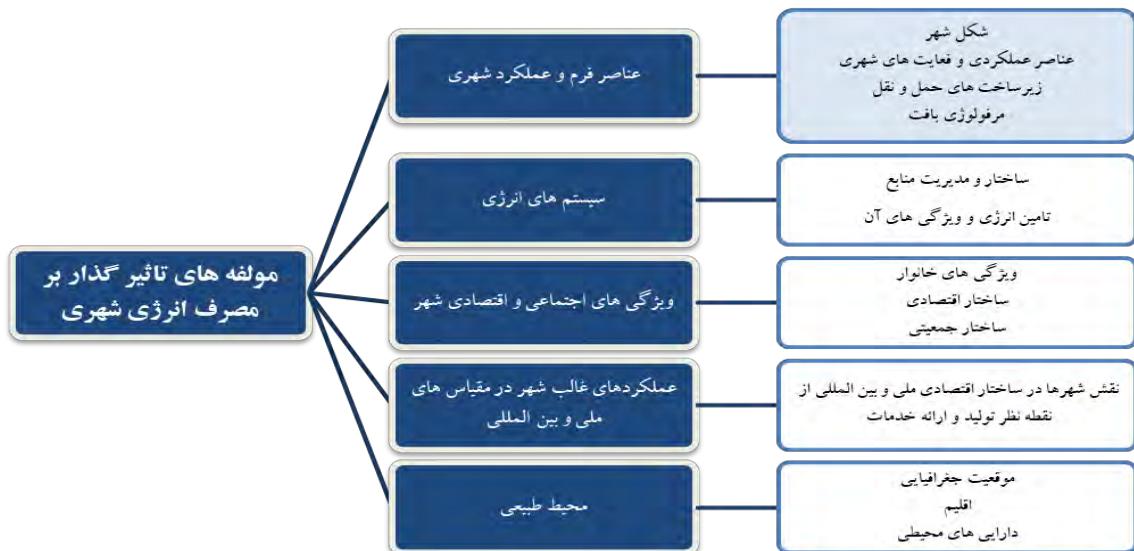 مولفه های تاثیر گذار بر
مصرف انرژی شهری
عناصر فرم و عملکرد شهری
شکل شهر
عناصر عملکردی و فعایت های شهری
زیرساخت های حمل و نقل
مرفولوژی بافت
سیستم های انرژی
ساختار و مدیریت منابع
تامین انرژی و ویژگی های آن
ویژگی های اجتماعی و اقتصادی شهر
ویژگی های خانوار
ساختار اقتصادی
ساختار جمعیتی
عملکردهای غالب شهر در مقیاس های
ملی و بین المللی
نقش شهرها در ساختار اقتصادی ملی و بین المللی از
نقطه نظر تولید و ارائه خدمات
محیط طبیعی
موقعیت جغرافیایی
اقلیم
دارایی های محیطی